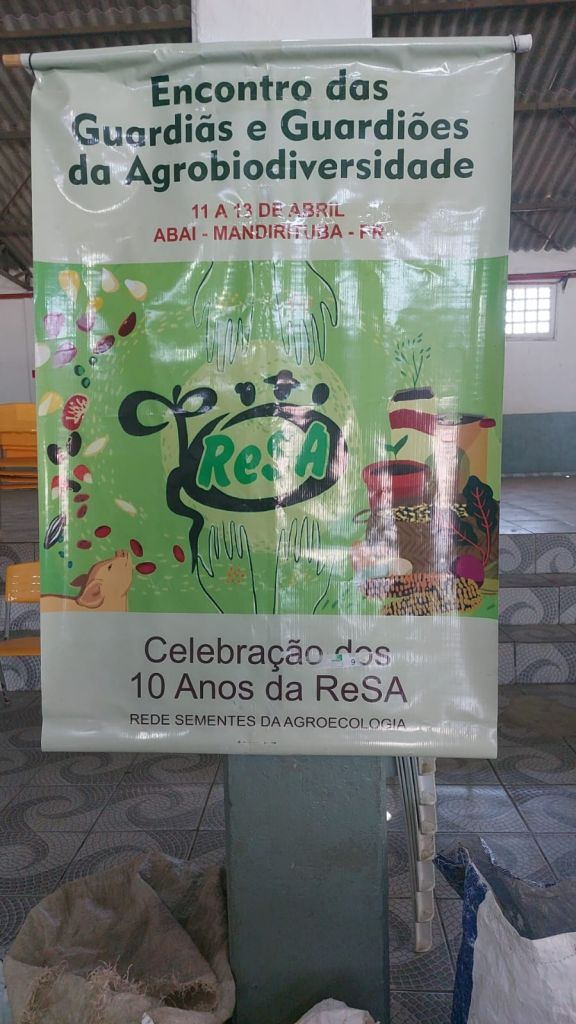 Encontro das
Guardiãs e Guardiões
da Agrobiodiversidade
11 A 13 DE ABRIL
ABAI - MANDIRITUBA - PR
ReSA
Celebração dos
10 Anos da ReSA
REDE SEMENTES DA AGROECOLOGIA